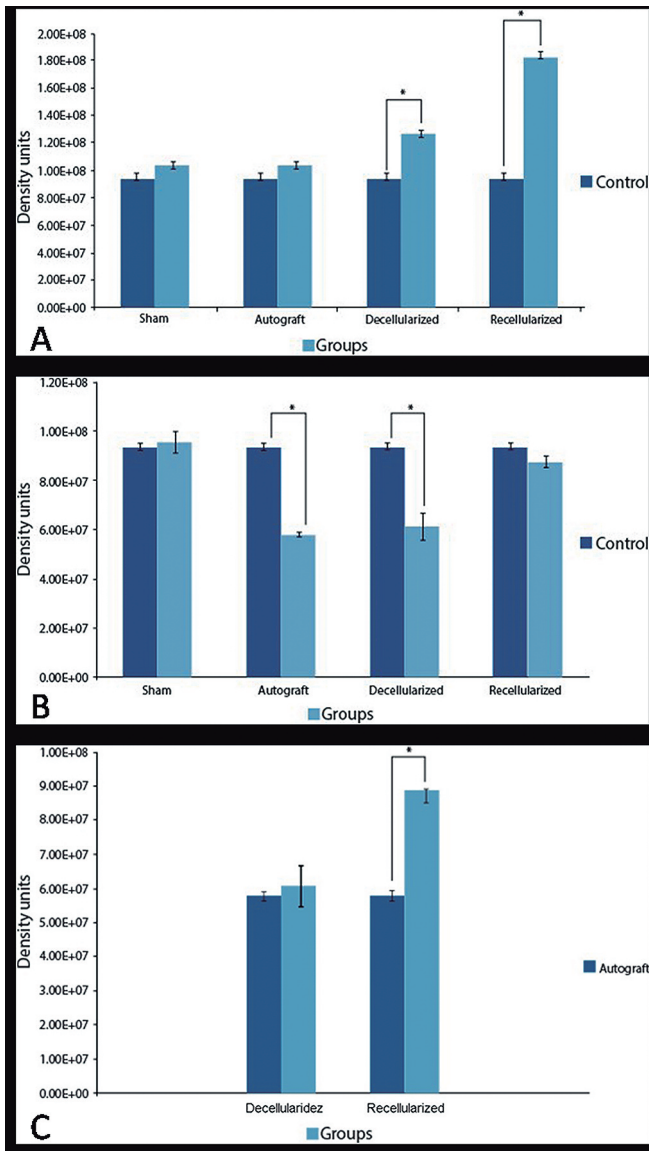 *
*
2.00E+08
1.80E+08
1.60E+08
1.40E+08
1.20E+08
1.00E+08
8.00E+07
6.00E+07
4.00E+07
2.00E+07
0.00E+00
Density units
Control
Sham Autograft Decellularized Recellularized
Groups
A
*
*
1.20E+08
1.00E+08
8.00E+07
6.00E+07
4.00E+07
2.00E+07
0.00E+00
Density units
Control
Sham Autograft Decellularized Recellularized
Groups
B
*
1.00E+08
9.00E+07
8.00E+07
7.00E+07
6.00E+07
5.00E+07
4.00E+07
3.00E+07
2.00E+07
1.00E+07
0.00E+00
Density units
Autograft
Decellularidez Recellularized
Groups
C